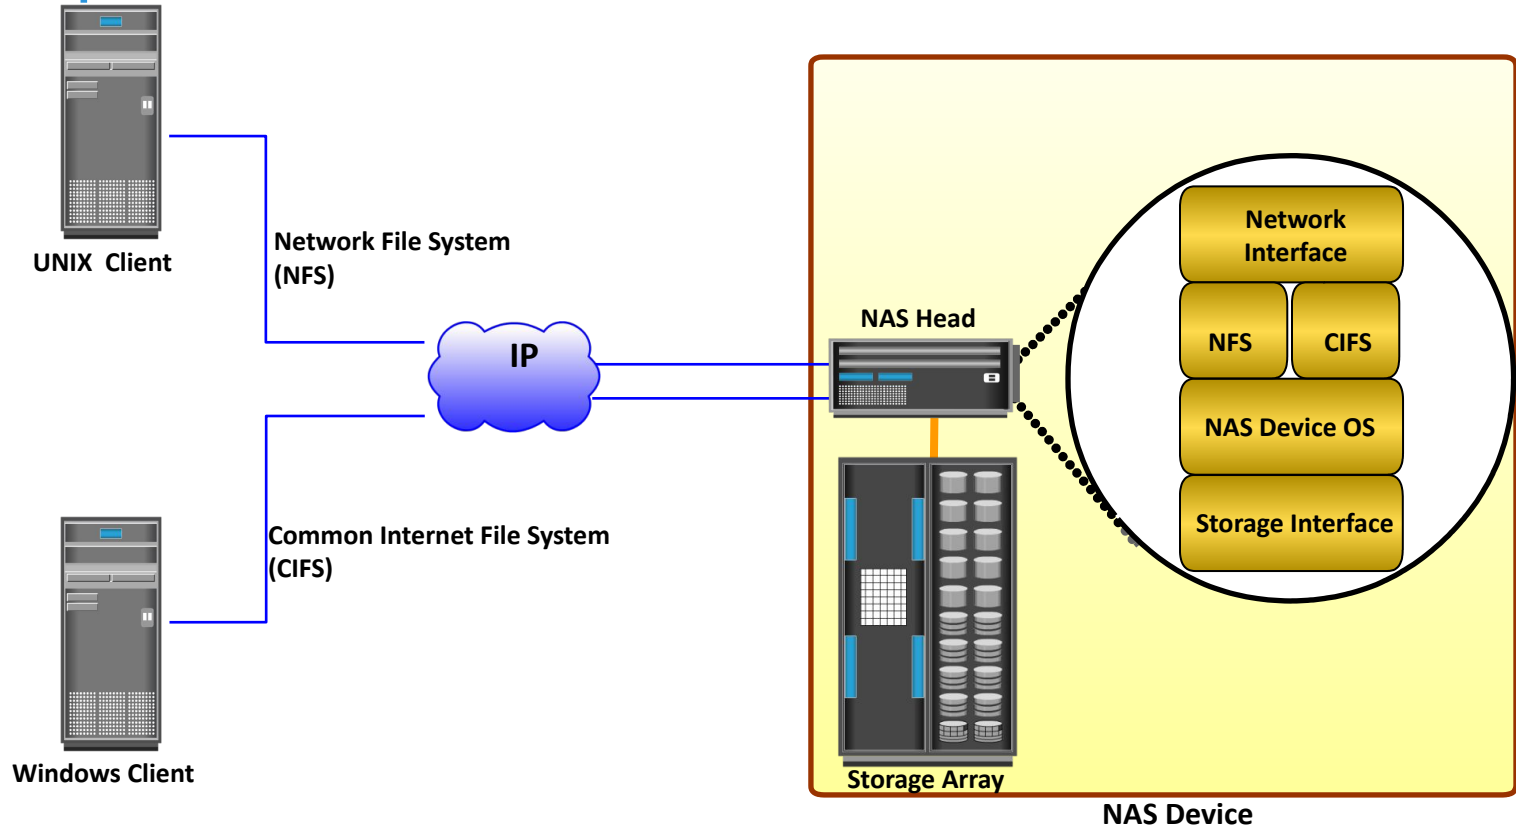 UNIX  Client
Network File System
(NFS)
IP
Common Internet File System
(CIFS)
Windows Client
NAS Head
Storage Array
Network
Interface
NFS
CIFS
NAS Device OS
Storage Interface
NAS Device